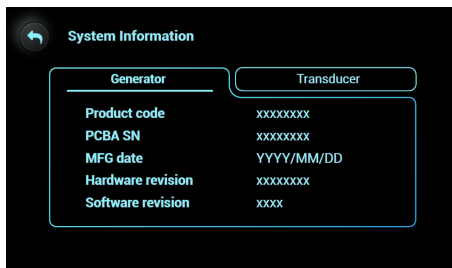 System Information
Generator Transducer
Product code xxxxxxxx
PCBA SN xxxxxxxx
MFG date YYYY/MM/DD
Hardware revision xxxxxxxx
Software revision xxxx